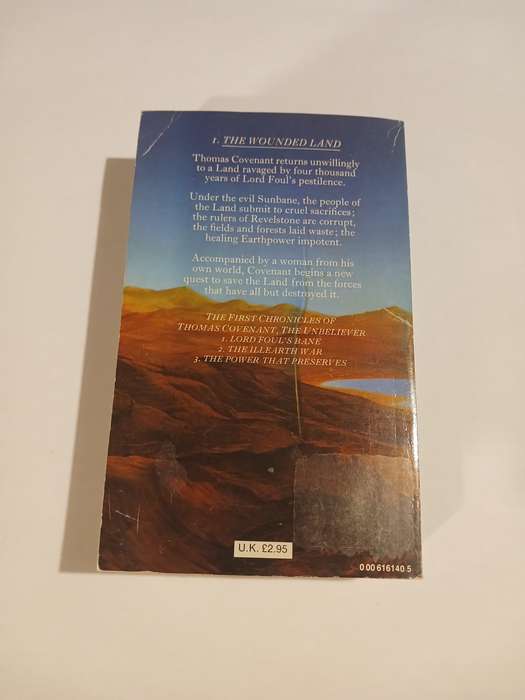 1. THE WOUNDED LAND
Thomas Covenant returns unwillingly
to a Land ravaged by four thousand
years of Lord Foul's pestilence.
Under the evil Sunbane, the people of
the Land submit to cruel sacrifices;
the rulers of Revelstone are corrupt,
the fields and forests laid waste; the
healing Earthpower impotent.
Accompanied by a woman from his
own world, Covenant begins a new
quest to save the Land from the forces
that have all but destroyed it.
THE FIRST CHRONICLES OF
THOMAS COVENANT, THE UNBELIEVER
1. LORD FOUL'S BANE
2. THE ILLEARTH WAR
3. THE POWER THAT PRESERVES
U.K. £2.95
0 00 616140 5